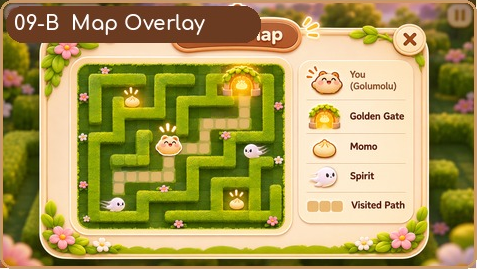 09-B Map Overlay
You
(Golumolu)
Golden Gate
Momo
Spirit
Visited Path